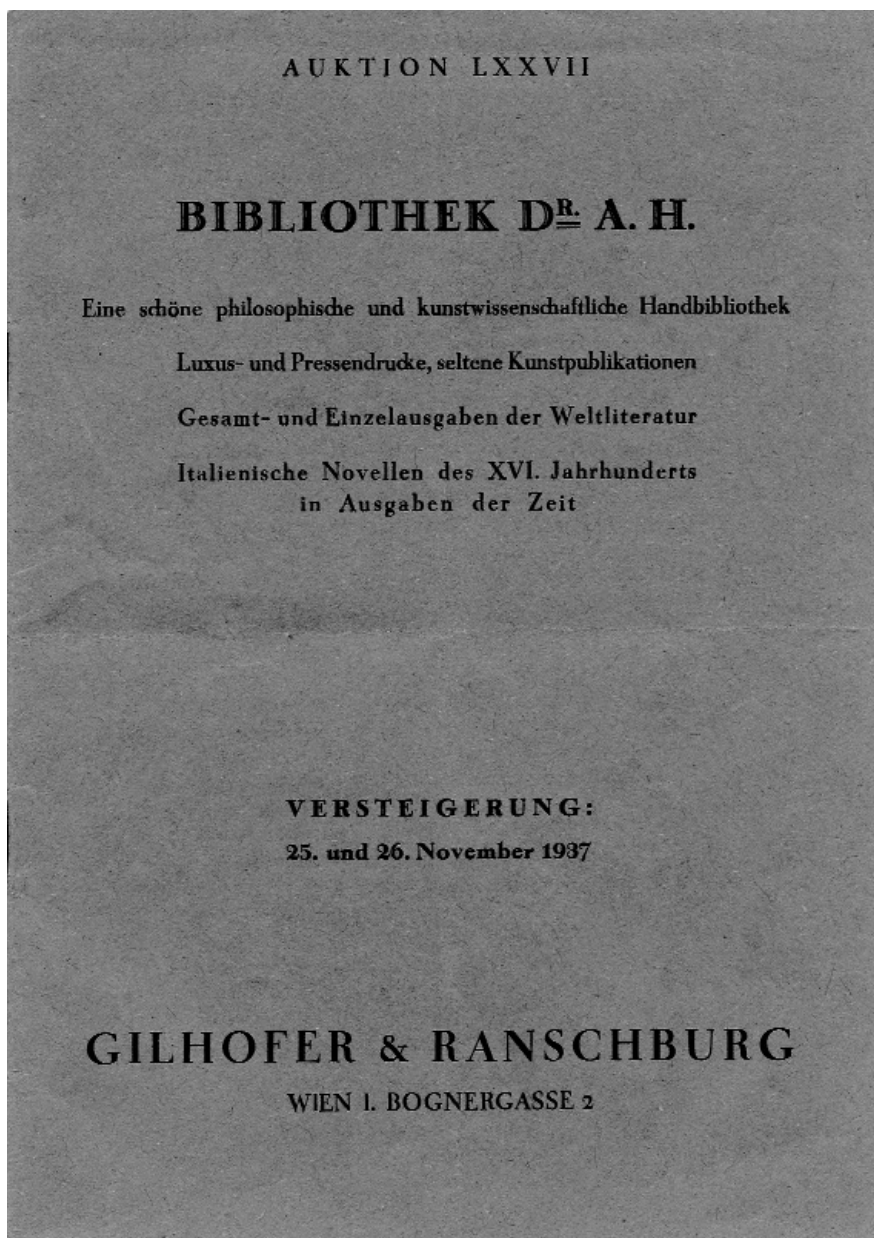 AUKTION LXXVII
BIBLIOTHEK DR. A. H.
Eine schöne philosophische und kunstwissenschaftliche Handbibliothek
Luxus- und Pressendrucke, seltene Kunstpublikationen
Gesamt- und Einzelausgaben der Weltliteratur
Italienische Novellen des XVI. Jahrhunderts
in Ausgaben der Zeit
VERSTEIGERUNG:
25. und 26. November 1937
GILHOFER & RANSCHBURG
WIEN I. BOGNERGASSE 2